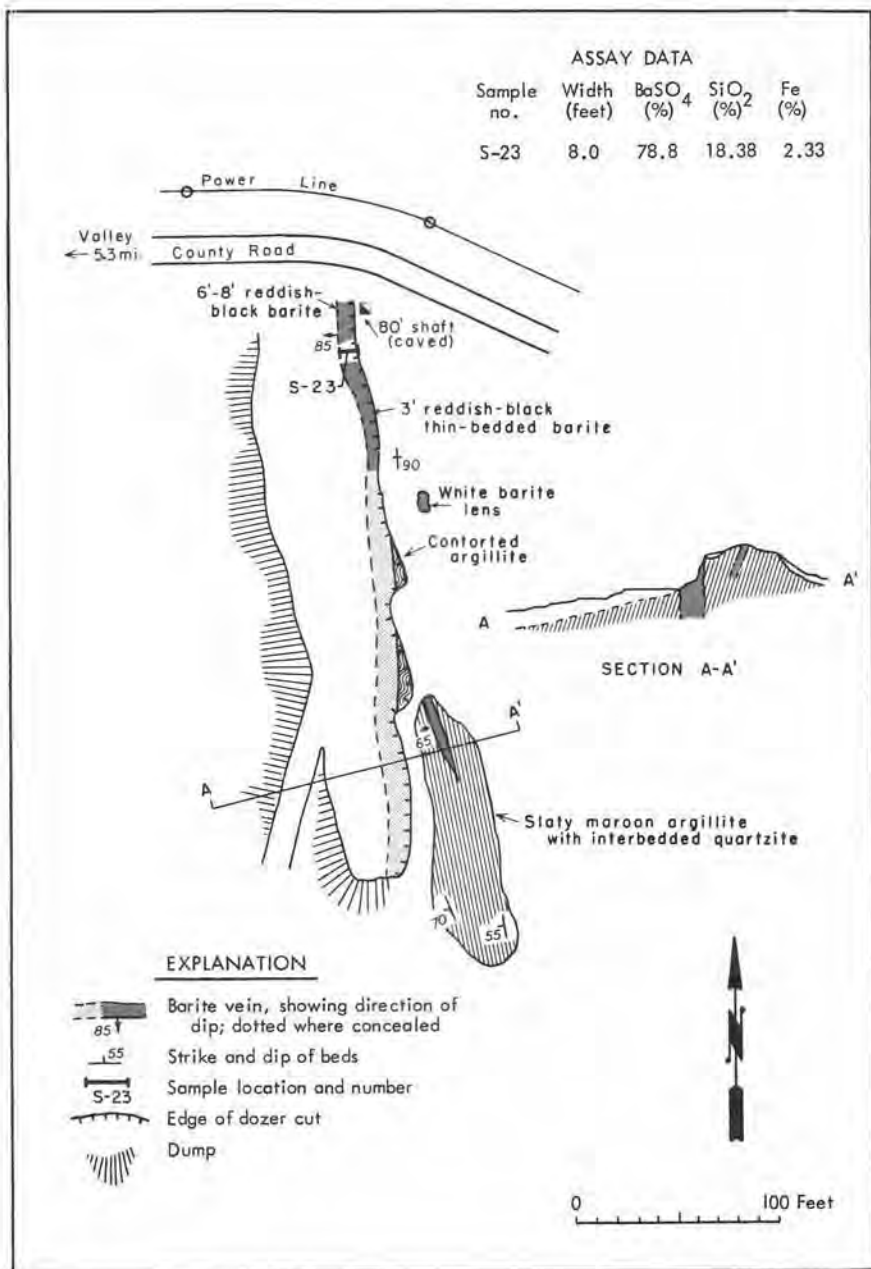 ASSAY DATA
Sample Width BaSO4 SiO2 Fe
no. (feet) (%) (%) (%)
S-23 8.0 78.8 18.38 2.33
Power Line
Valley
5.3 mi.
County Road
6'-8' reddish-
black barite
80' shaft
(caved)
85
S-23
3' reddish-black
thin-bedded barite
90
White barite
lens
Contorted
argillite
A
A'
SECTION A-A'
A'
65
A
Slaty maroon argillite
with interbedded quartzite
70
55
EXPLANATION
Barite vein, showing direction of
dip; dotted where concealed
85
55
Strike and dip of beds
S-23
Sample location and number
Edge of dozer cut
Dump
N
0 100 Feet